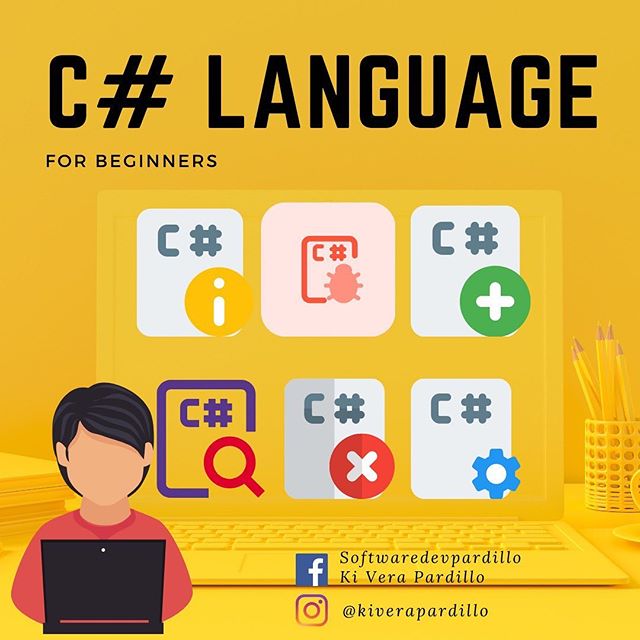 C# LANGUAGE
FOR BEGINNERS
C#
C#
C#
C#
C#
C#
Softwaredevpardillo
Ki Vera Pardillo
@kiverapardillo